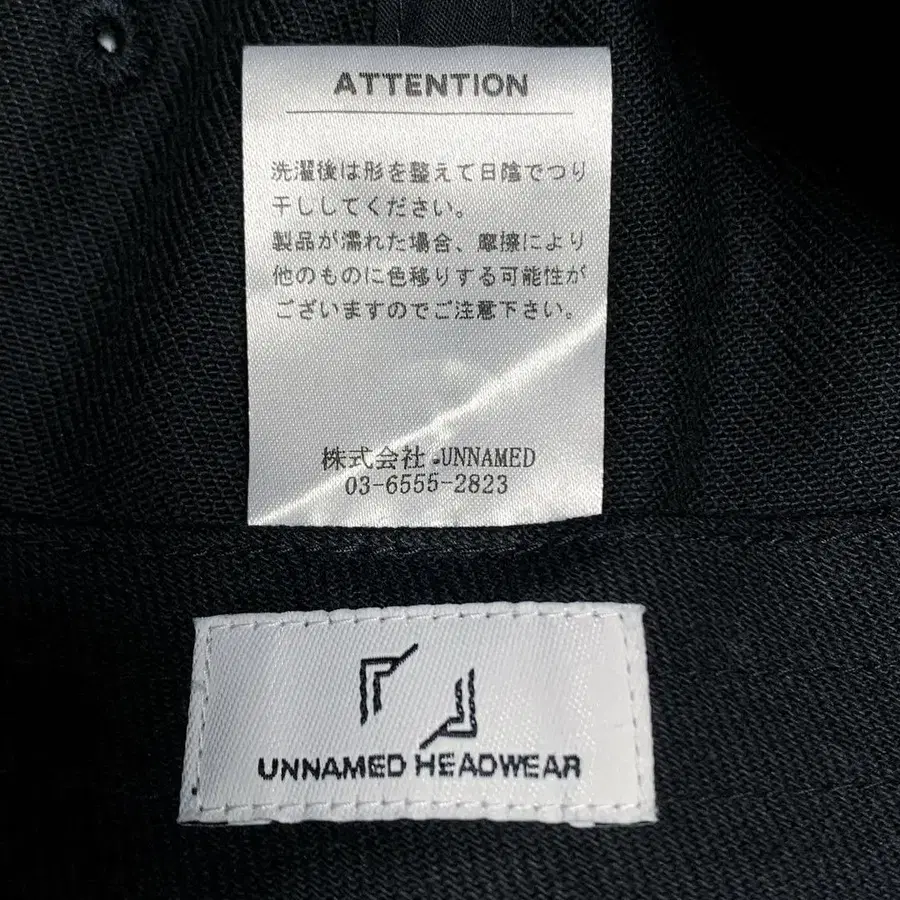 ATTENTION
洗濯後は形を整えて日陰でつり
干ししてください。
製品が濡れた場合、摩擦により
他のものに色移りする可能性が
ございますのでご注意下さい。
株式会社.UNNAMED
03-6555-2823
UNNAMED HEADWEAR